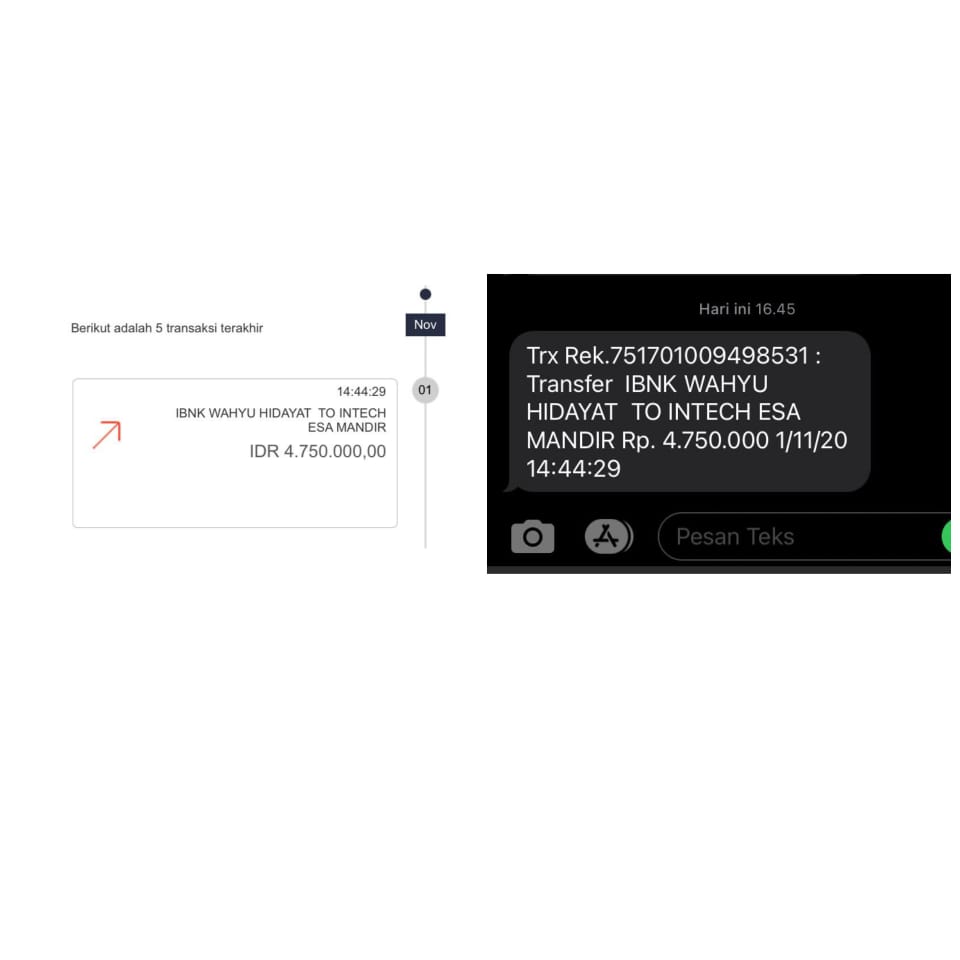 Berikut adalah 5 transaksi terakhir
Nov
14:44:29
01
IBNK WAHYU HIDAYAT  TO INTECH
ESA MANDIR
IDR 4.750.000,00
Hari ini 16.45
Trx Rek.751701009498531 :
Transfer  IBNK WAHYU
HIDAYAT  TO INTECH ESA
MANDIR Rp. 4.750.000 1/11/20
14:44:29
Pesan Teks